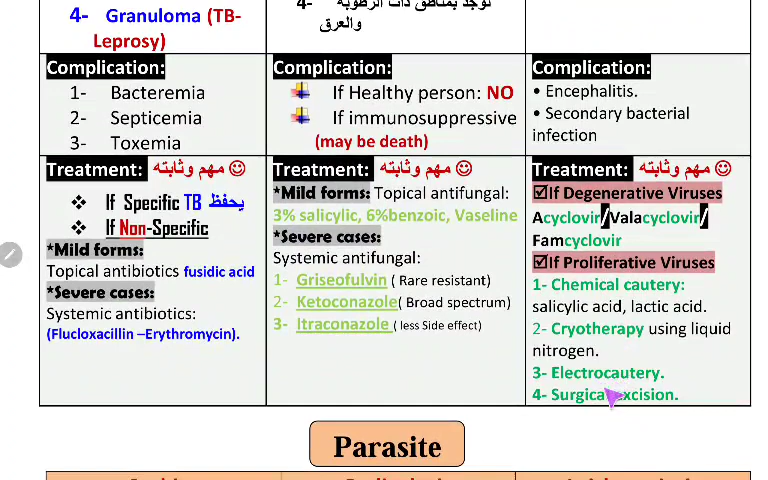 4- Granuloma (TB-
Leprosy)
4- توجد بمناطق ذات الرطوبة
والعرق
Complication:
1- Bacteremia
2- Septicemia
3- Toxemia
Complication:
If Healthy person: NO
If immunosuppressive
(may be death)
Complication:
• Encephalitis.
• Secondary bacterial
infection
Treatment: مهم وثابته ☺
❖ If Specific TB يحفظ
❖ If Non-Specific
*Mild forms:
Topical antibiotics fusidic acid
*Severe cases:
Systemic antibiotics:
(Flucloxacillin –Erythromycin).
Treatment: مهم وثابته ☺
*Mild forms: Topical antifungal:
3% salicylic, 6%benzoic, Vaseline
*Severe cases:
Systemic antifungal:
1- Griseofulvin ( Rare resistant)
2- Ketoconazole( Broad spectrum)
3- Itraconazole ( less Side effect)
Treatment: مهم وثابته ☺
☑If Degenerative Viruses
Acyclovir/Valacyclovir/
Famcyclovir
☑If Proliferative Viruses
1- Chemical cautery:
salicylic acid, lactic acid.
2- Cryotherapy using liquid
nitrogen.
3- Electrocautery.
4- Surgical excision.
Parasite